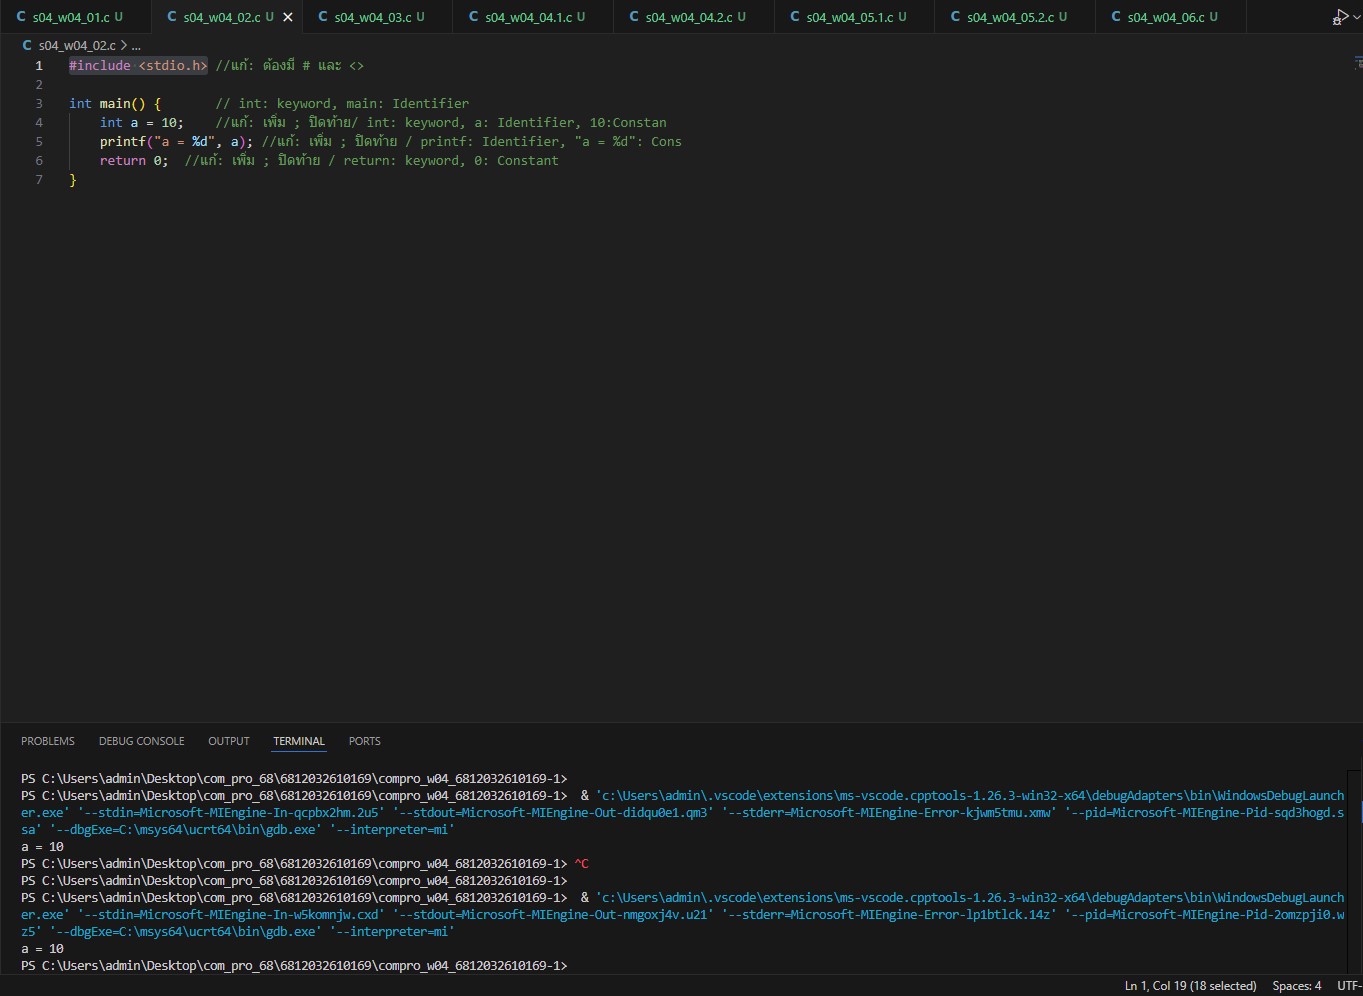 s04_w04_01.c U s04_w04_02.c U s04_w04_03.c U s04_w04_04.1.c U s04_w04_04.2.c U s04_w04_05.1.c U s04_w04_05.2.c U s04_w04_06.c U
C s04_w04_02.c > ...
1 #include <stdio.h> //แก้: ต้องมี # และ <>
2
3 int main() { // int: keyword, main: Identifier
4 int a = 10; //แก้: เพิ่ม ; ปิดท้าย/ int: keyword, a: Identifier, 10:Constan
5 printf("a = %d", a); //แก้: เพิ่ม ; ปิดท้าย / printf: Identifier, "a = %d": Cons
6 return 0; //แก้: เพิ่ม ; ปิดท้าย / return: keyword, 0: Constant
7 }
PROBLEMS DEBUG CONSOLE OUTPUT TERMINAL PORTS
PS C:\Users\admin\Desktop\com_pro_68\6812032610169\compro_w04_6812032610169-1>
PS C:\Users\admin\Desktop\com_pro_68\6812032610169\compro_w04_6812032610169-1> & 'c:\Users\admin\.vscode\extensions\ms-vscode.cpptools-1.26.3-win32-x64\debugAdapters\bin\WindowsDebugLaunch
er.exe' '--stdin=Microsoft-MIEngine-In-qcpbx2hm.2u5' '--stdout=Microsoft-MIEngine-Out-didqu0e1.qm3' '--stderr=Microsoft-MIEngine-Error-kjwm5tmu.xmw' '--pid=Microsoft-MIEngine-Pid-sqd3hogd.s
sa' '--dbgExe=C:\msys64\ucrt64\bin\gdb.exe' '--interpreter=mi'
a = 10
PS C:\Users\admin\Desktop\com_pro_68\6812032610169\compro_w04_6812032610169-1> ^C
PS C:\Users\admin\Desktop\com_pro_68\6812032610169\compro_w04_6812032610169-1>
PS C:\Users\admin\Desktop\com_pro_68\6812032610169\compro_w04_6812032610169-1> & 'c:\Users\admin\.vscode\extensions\ms-vscode.cpptools-1.26.3-win32-x64\debugAdapters\bin\WindowsDebugLaunch
er.exe' '--stdin=Microsoft-MIEngine-In-w5komnjw.cxd' '--stdout=Microsoft-MIEngine-Out-nmgoxj4v.u21' '--stderr=Microsoft-MIEngine-Error-lp1btlck.14z' '--pid=Microsoft-MIEngine-Pid-2omzpji0.w
z5' '--dbgExe=C:\msys64\ucrt64\bin\gdb.exe' '--interpreter=mi'
a = 10
PS C:\Users\admin\Desktop\com_pro_68\6812032610169\compro_w04_6812032610169-1>
Ln 1, Col 19 (18 selected) Spaces: 4 UTF-